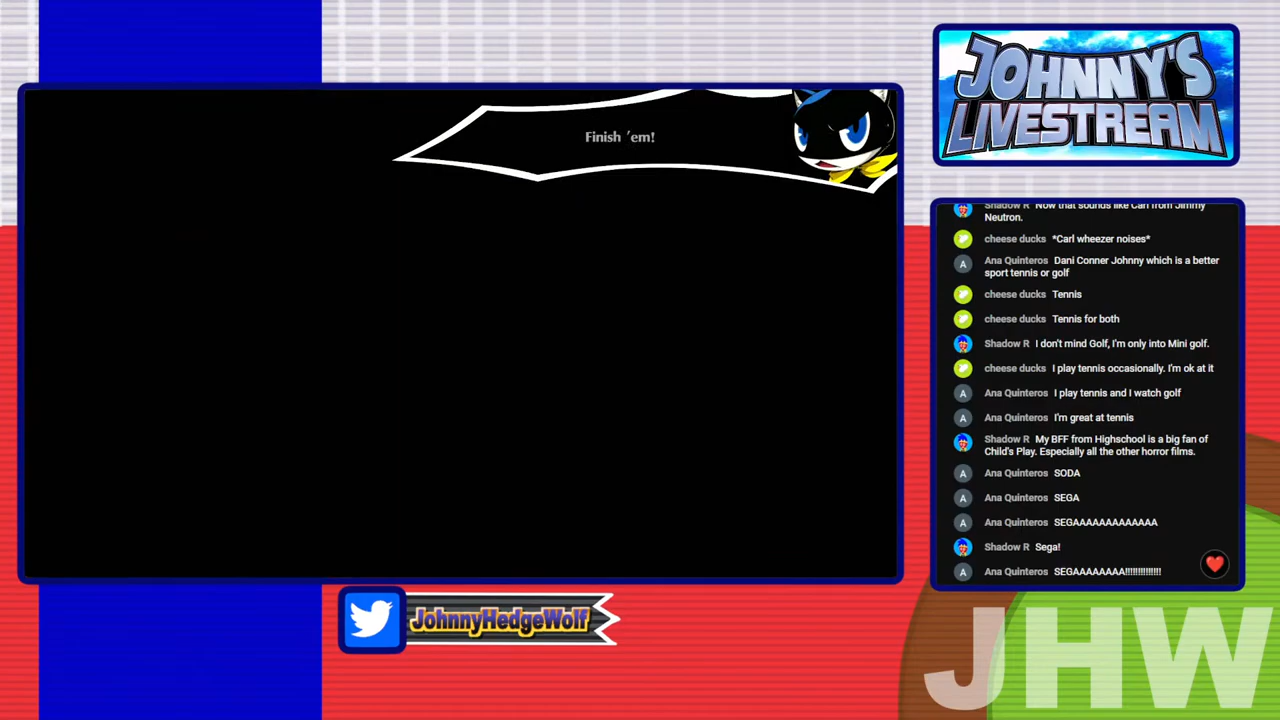 Finish 'em!
JOHNNY'S
LIVESTREAM
Shadow R Now that sounds like Carl from Jimmy
Neutron.
cheese ducks *Carl wheezer noises*
Ana Quinteros Dani Conner Johnny which is a better
sport tennis or golf
cheese ducks Tennis
cheese ducks Tennis for both
Shadow R I don't mind Golf, I'm only into Mini golf.
cheese ducks I play tennis occasionally. I'm ok at it
A Ana Quinteros I play tennis and I watch golf
A Ana Quinteros I'm great at tennis
Shadow R My BFF from Highschool is a big fan of
Child's Play. Especially all the other horror films.
A Ana Quinteros SODA
A Ana Quinteros SEGA
A Ana Quinteros SEGAAAAAAAAAAAAA
Shadow R Sega!
A Ana Quinteros SEGAAAAAAAA!!!!!!!!!!!!!!
JohnnyHedgeWolf
JHW